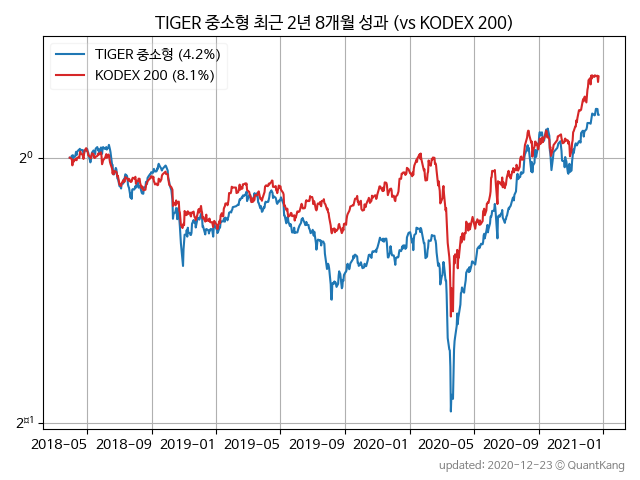 TIGER 중소형 최근 2년 8개월 성과 (vs KODEX 200)
TIGER 중소형 (4.2%)
KODEX 200 (8.1%)
2⁰
2¤1
2018-05 2018-09 2019-01 2019-05 2019-09 2020-01 2020-05 2020-09 2021-01
updated: 2020-12-23 © QuantKang